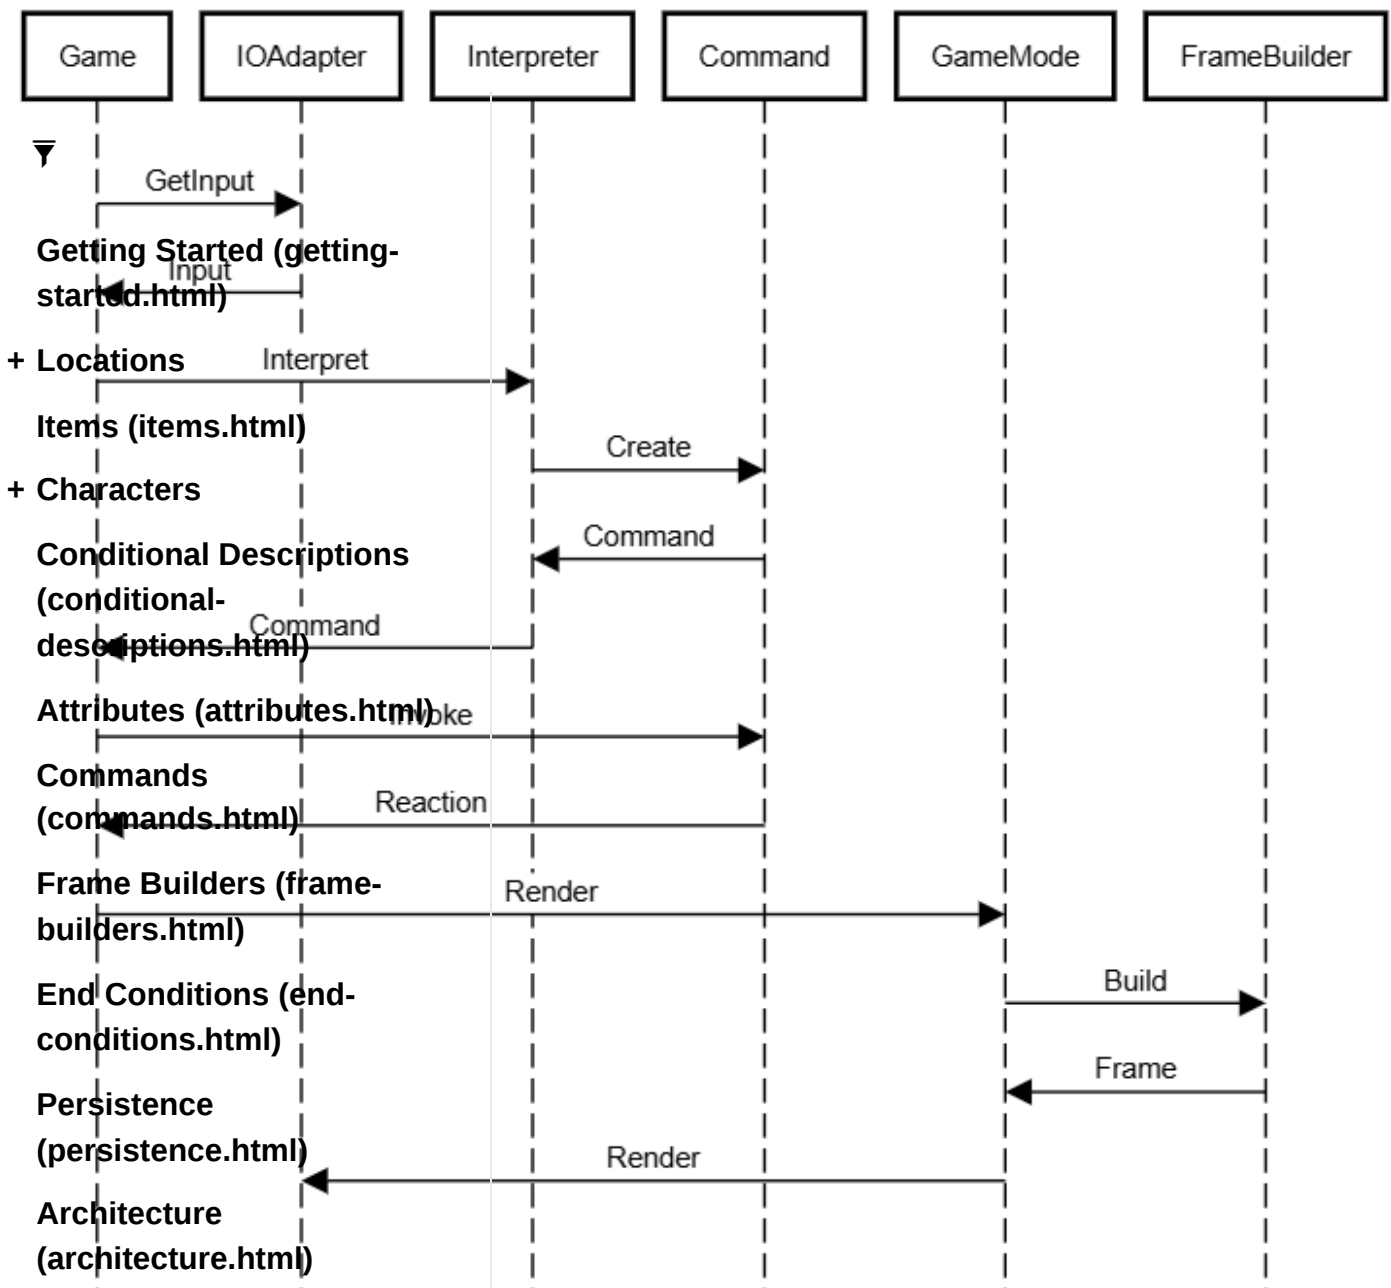 Game IOAdapter Interpreter Command GameMode FrameBuilder
GetInput
Getting Started (getting-
Input
started.html)
+ Locations
Interpret
Items (items.html)
Create
+ Characters
Command
Conditional Descriptions
(conditional-
Command
descriptions.html)
Attributes (attributes.html)
Invoke
Commands
Reaction
(commands.html)
Frame Builders (frame-
Render
builders.html)
Build
End Conditions (end-
conditions.html)
Frame
Persistence
(persistence.html)
Render
Architecture
(architecture.html)